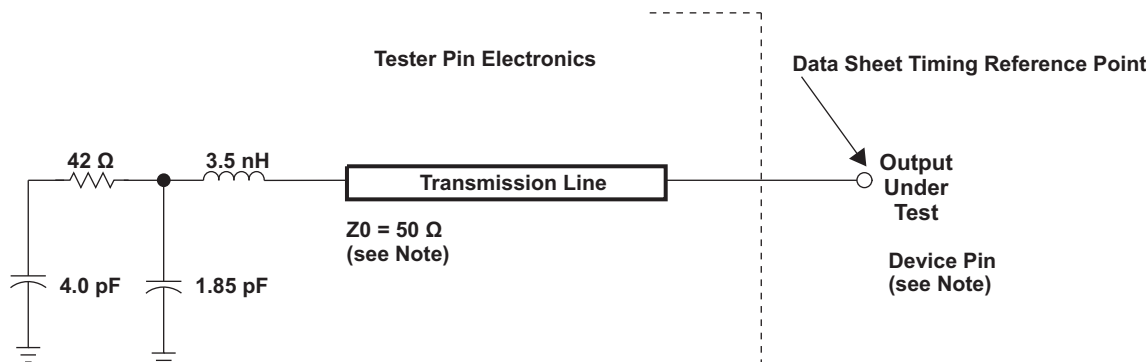 Tester Pin Electronics
Data Sheet Timing Reference Point
42 Ω
3.5 nH
Transmission Line
Output
Under
Test
Z0 = 50 Ω
(see Note)
Device Pin
(see Note)
4.0 pF
1.85 pF